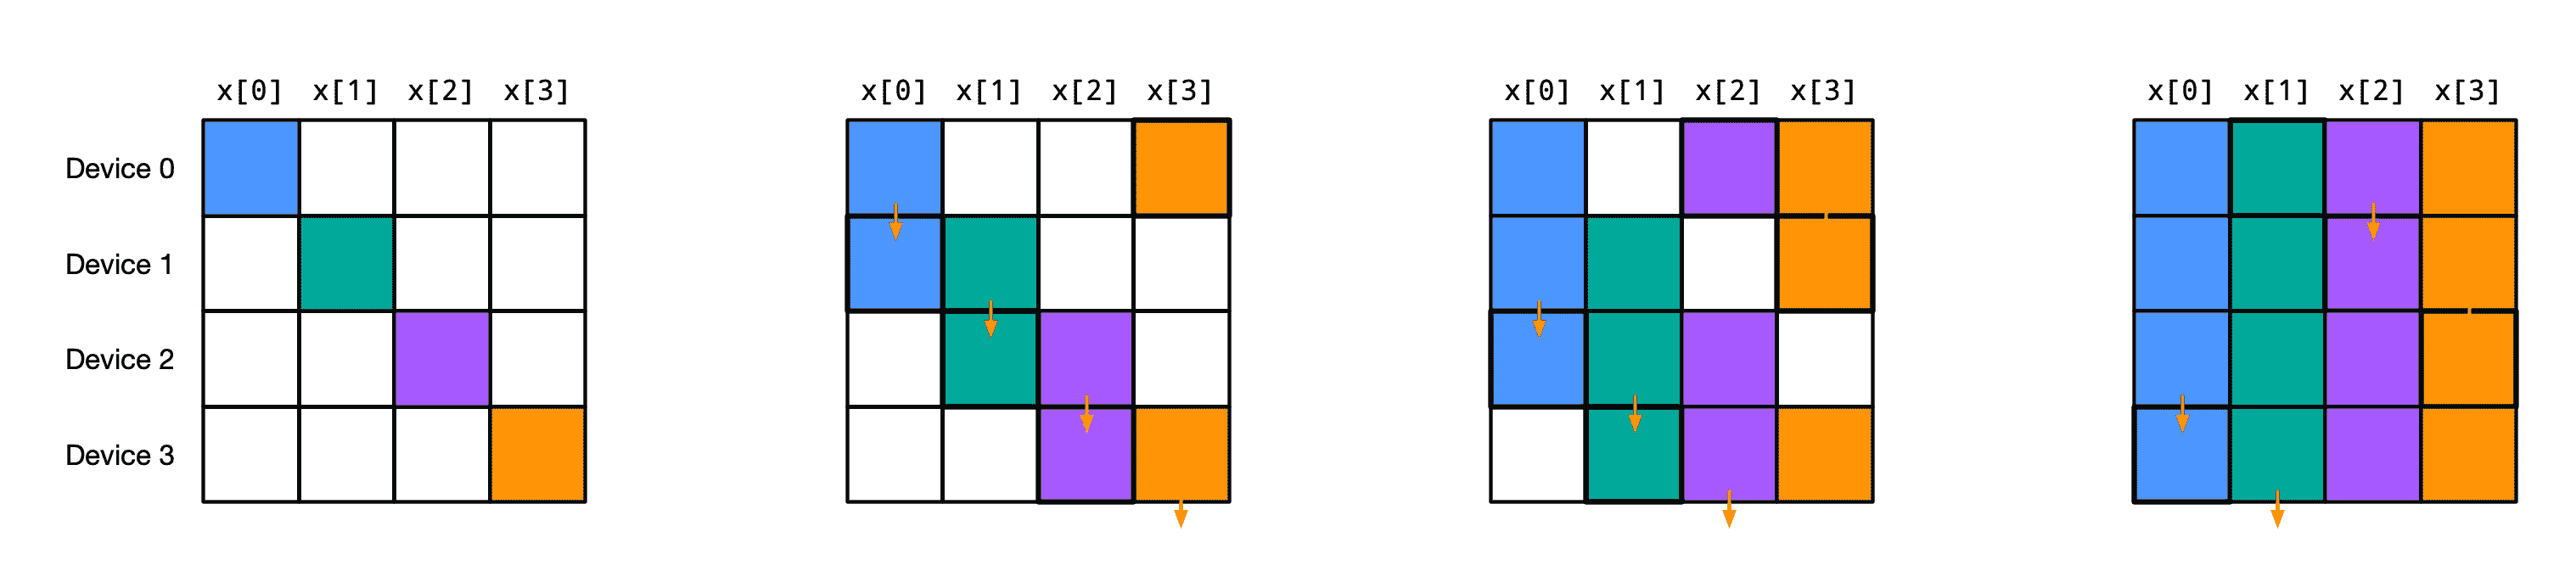 x[0] x[1] x[2] x[3] x[0] x[1] x[2] x[3] x[0] x[1] x[2] x[3] x[0] x[1] x[2] x[3]
Device 0
Device 1
Device 2
Device 3